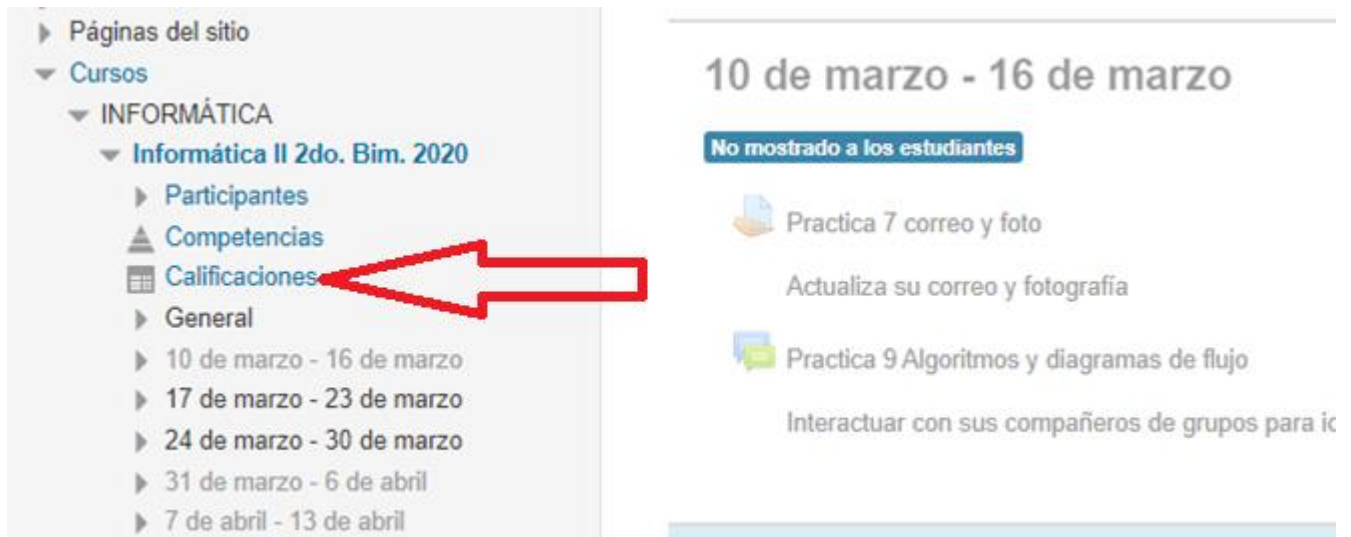 Páginas del sitio
Cursos
INFORMÁTICA
Informática II 2do. Bim. 2020
Participantes
Competencias
Calificaciones
General
10 de marzo - 16 de marzo
17 de marzo - 23 de marzo
24 de marzo - 30 de marzo
31 de marzo - 6 de abril
7 de abril - 13 de abril
10 de marzo - 16 de marzo
No mostrado a los estudiantes
Practica 7 correo y foto
Actualiza su correo y fotografía
Practica 9 Algoritmos y diagramas de flujo
Interactuar con sus compañeros de grupos para